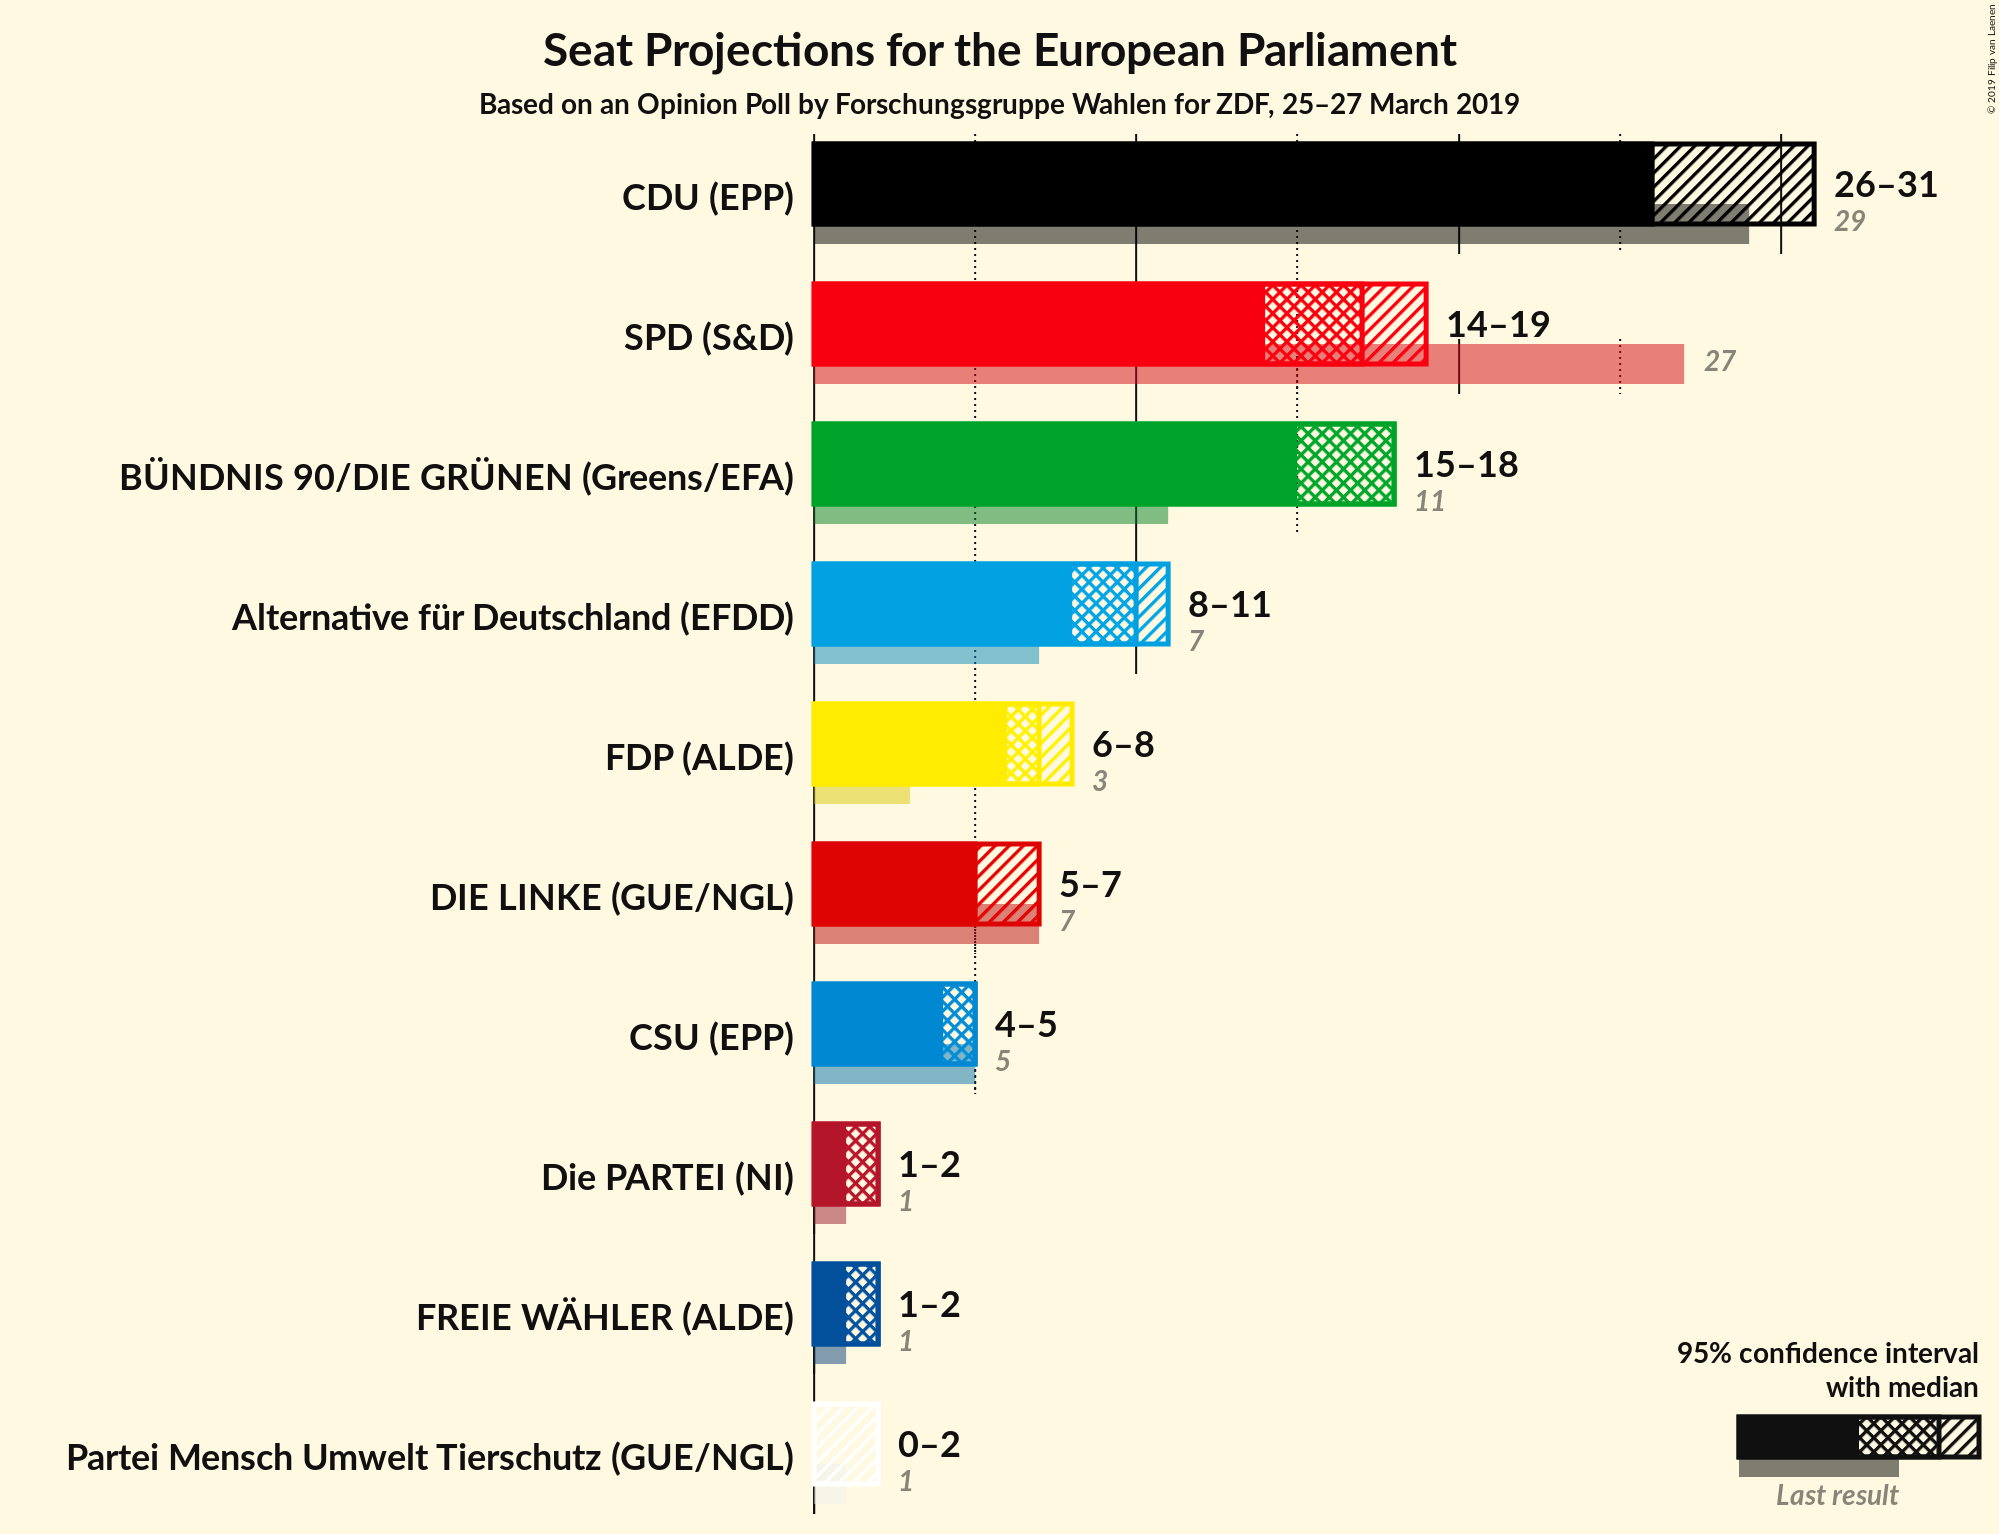 Seat Projections for the European Parliament
Based on an Opinion Poll by Forschungsgruppe Wahlen for ZDF, 25–27 March 2019
© 2019 Filip van Laenen
CDU (EPP)
26–31
29
SPD (S&D)
14–19
27
BÜNDNIS 90/DIE GRÜNEN (Greens/EFA)
15–18
11
Alternative für Deutschland (EFDD)
8–11
7
FDP (ALDE)
6–8
3
DIE LINKE (GUE/NGL)
5–7
7
CSU (EPP)
4–5
5
Die PARTEI (NI)
1–2
1
FREIE WÄHLER (ALDE)
1–2
1
Partei Mensch Umwelt Tierschutz (GUE/NGL)
0–2
1
95% confidence interval
with median
Last result